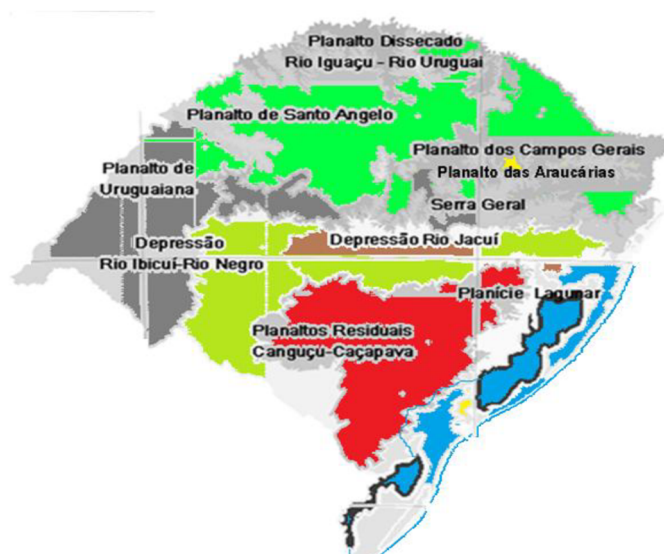 Planalto Dissecado
Rio Iguaçu - Rio Uruguai
Planalto de Santo Angelo
Planalto dos Campos Gerais
Planalto das Araucárias
Planalto de
Uruguaiana
Serra Geral
Depressão
Rio Ibicuí-Rio Negro
Depressão Rio Jacuí
Planície Lagunar
Planaltos Residuais
Canguçu-Caçapava